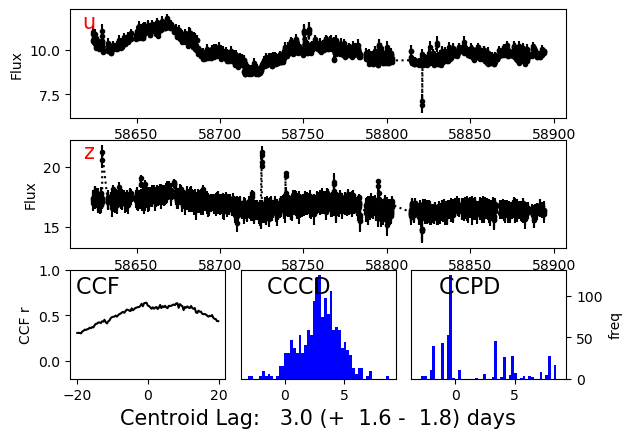 u
Flux
10.0
7.5
58650 58700 58750 58800 58850 58900
z
Flux
20
15
58650 58700 58750 58800 58850 58900
CCF
CCF r
1.0
0.5
0.0
−20 0 20
CCCD
0 5
CCPD
0 5
100
50
0
freq
Centroid Lag: 3.0 (+ 1.6 - 1.8) days